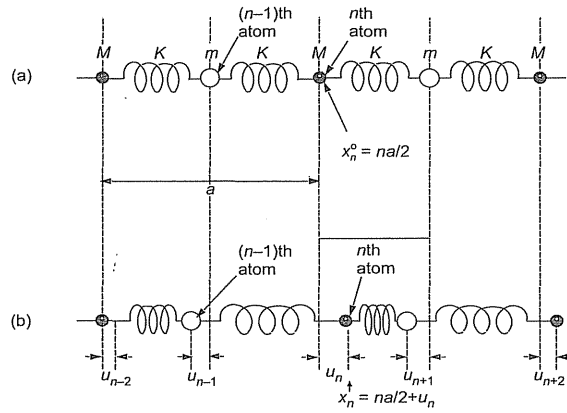 (n–1)th
atom
nth
atom
M
K
m
K
M
K
m
K
M
(a)
x°n = na/2
a
(n–1)th
atom
nth
atom
(b)
un–2
un–1
un
un+1
un+2
xn = na/2+un